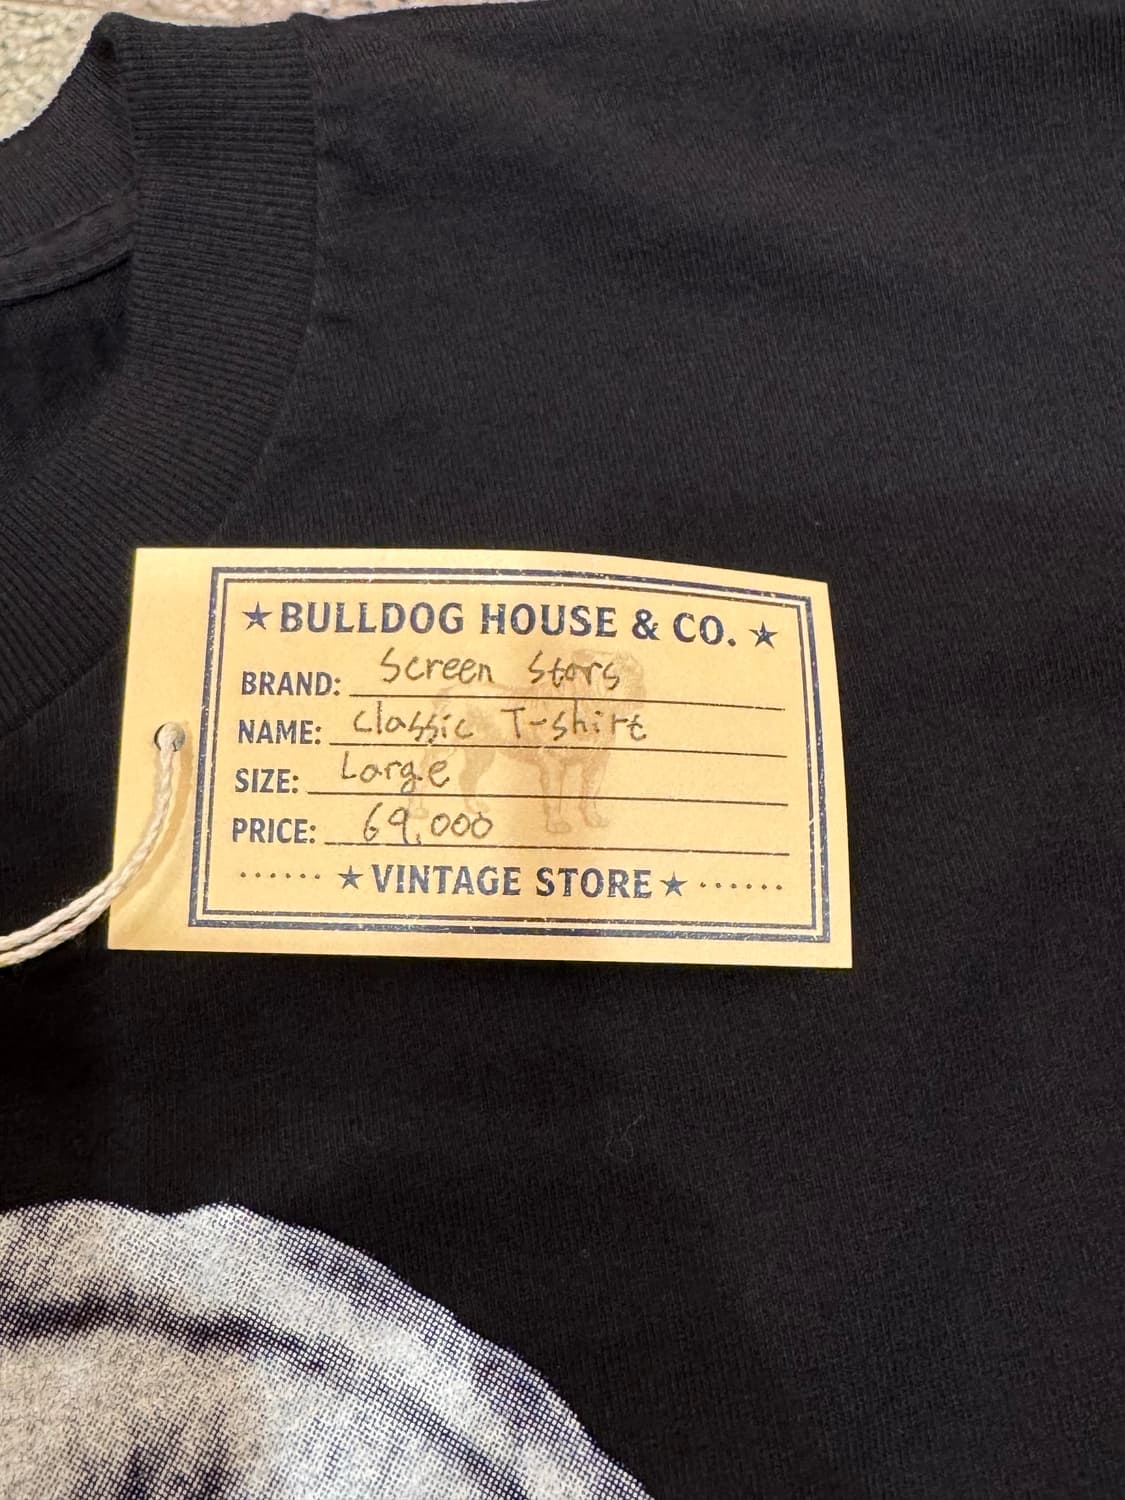 ★BULLDOG HOUSE & CO.★
BRAND: Screen Stars
NAME: Classic T-shirt
SIZE: Large
PRICE: 69,000
······ ★VINTAGE STORE★ ······